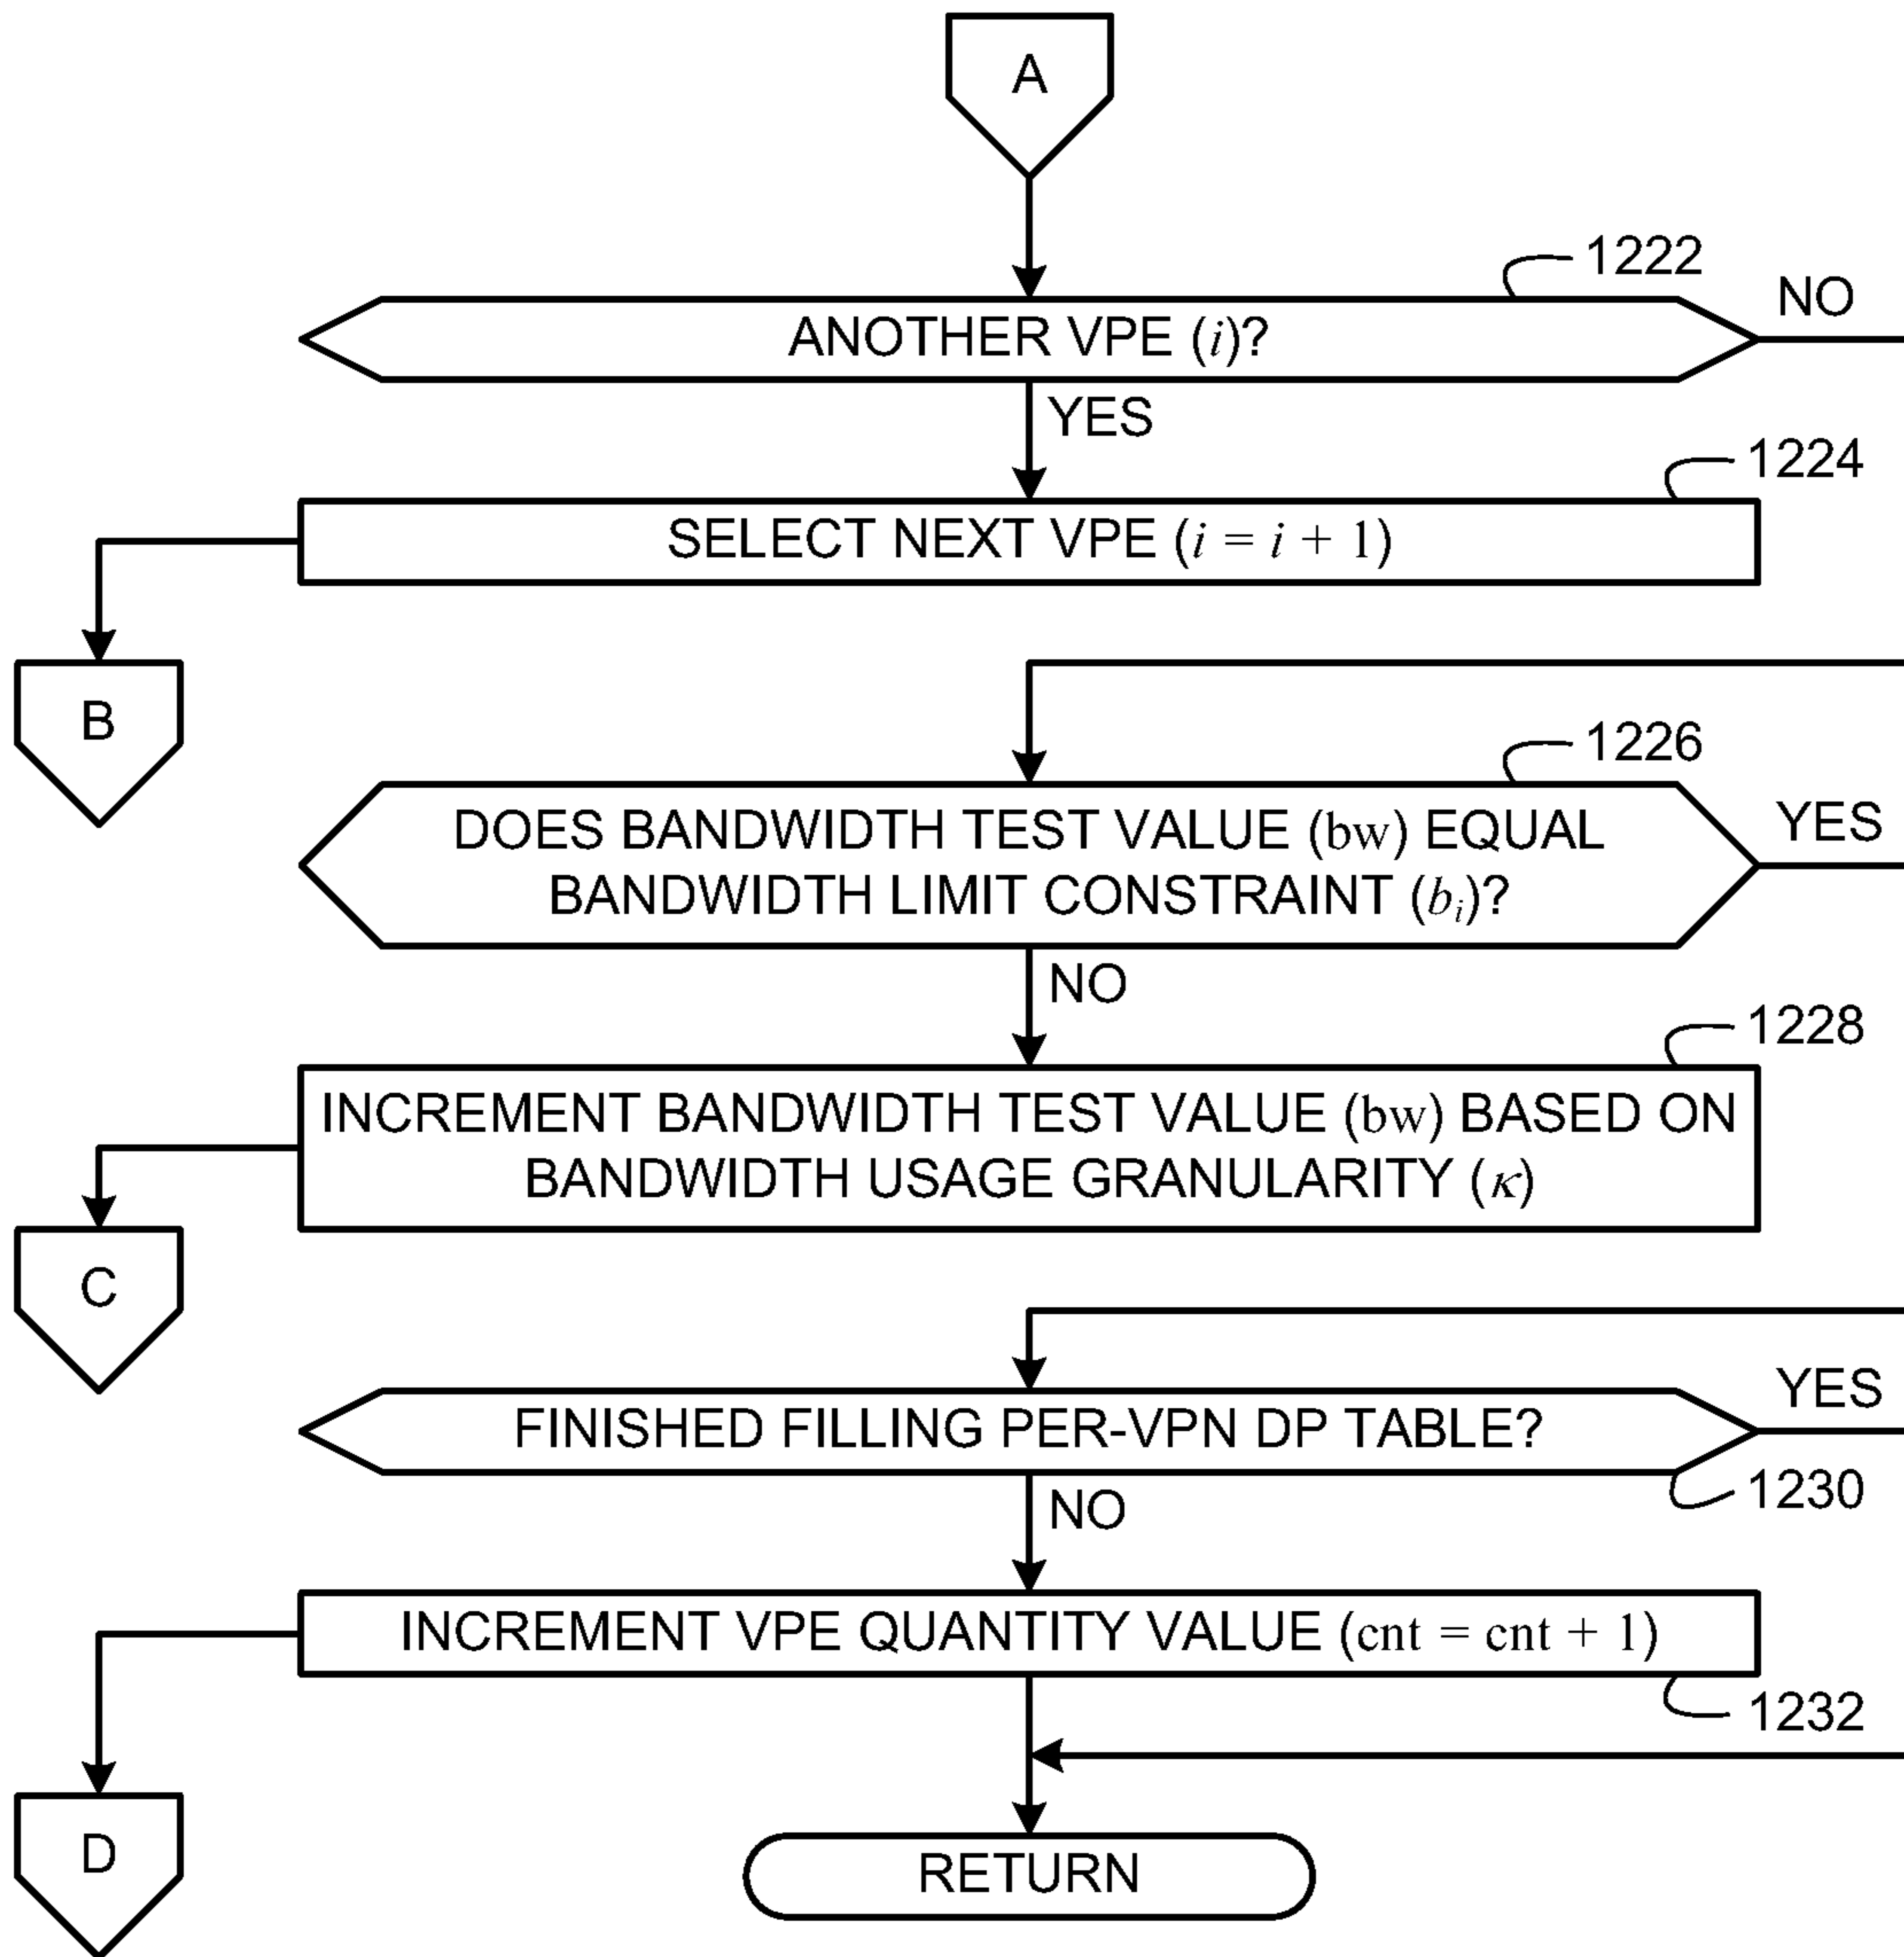 A
1222
NO
ANOTHER VPE (i)?
YES
1224
SELECT NEXT VPE (i = i + 1)
B
1226
DOES BANDWIDTH TEST VALUE (bw) EQUAL
BANDWIDTH LIMIT CONSTRAINT (bᵢ)?
YES
NO
1228
INCREMENT BANDWIDTH TEST VALUE (bw) BASED ON
BANDWIDTH USAGE GRANULARITY (κ)
C
YES
FINISHED FILLING PER-VPN DP TABLE?
1230
NO
INCREMENT VPE QUANTITY VALUE (cnt = cnt + 1)
1232
D
RETURN